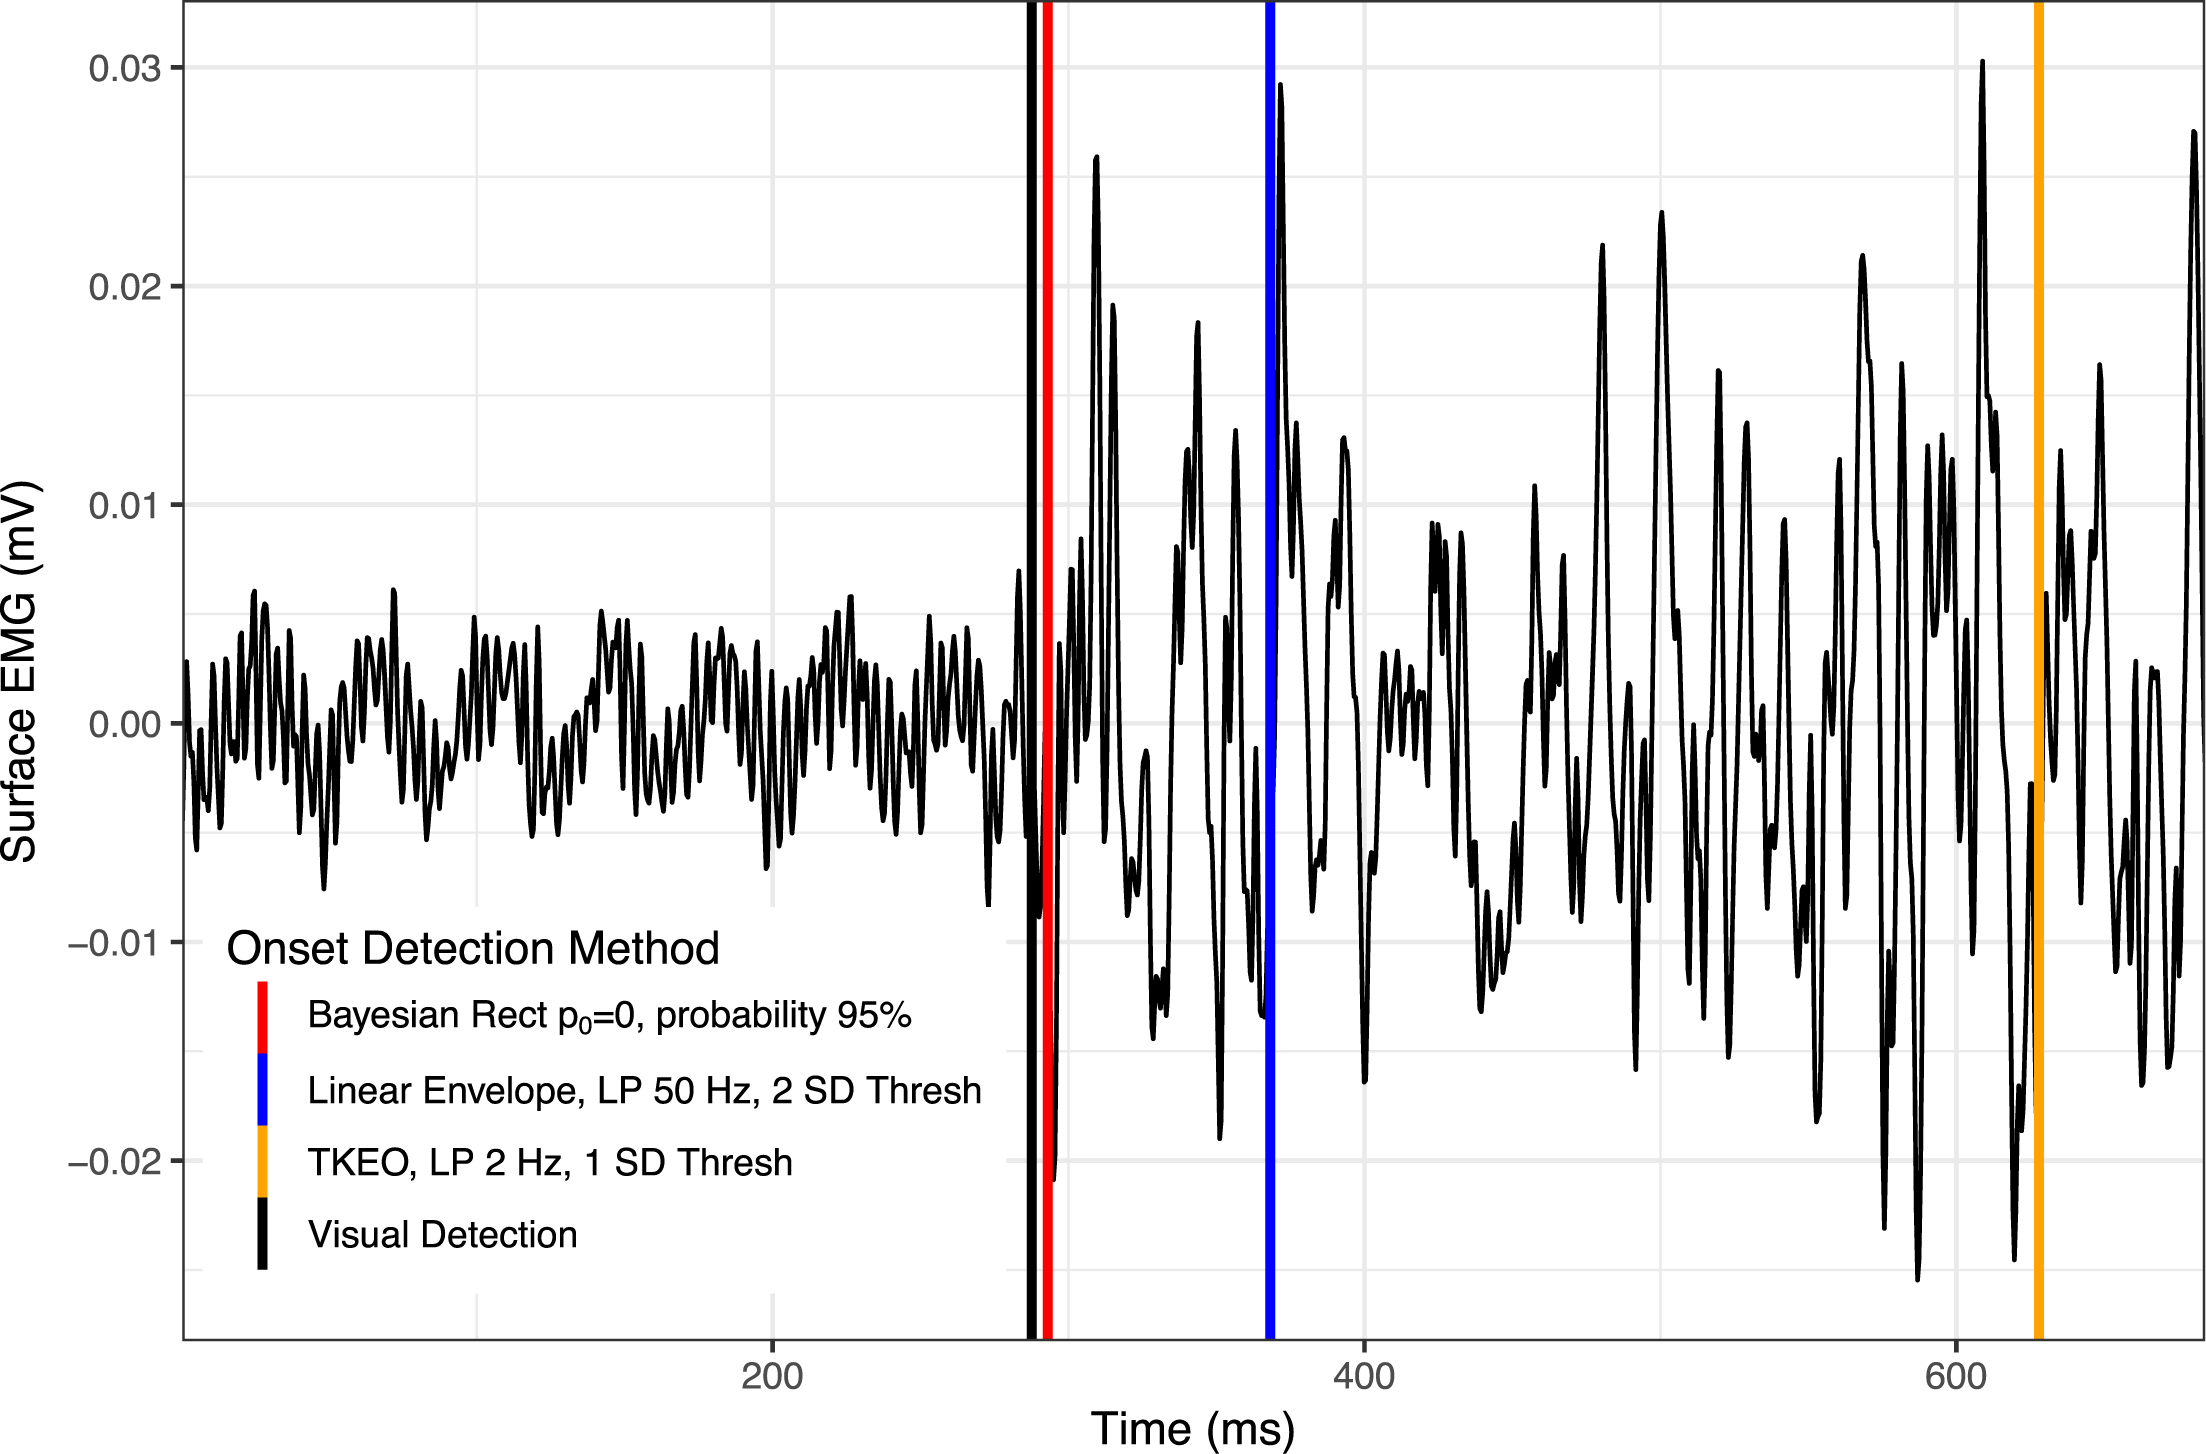 Surface EMG (mV)
0.03
0.02
0.01
0.00
−0.01
−0.02
Onset Detection Method
Bayesian Rect p₀=0, probability 95%
Linear Envelope, LP 50 Hz, 2 SD Thresh
TKEO, LP 2 Hz, 1 SD Thresh
Visual Detection
200 400 600
Time (ms)